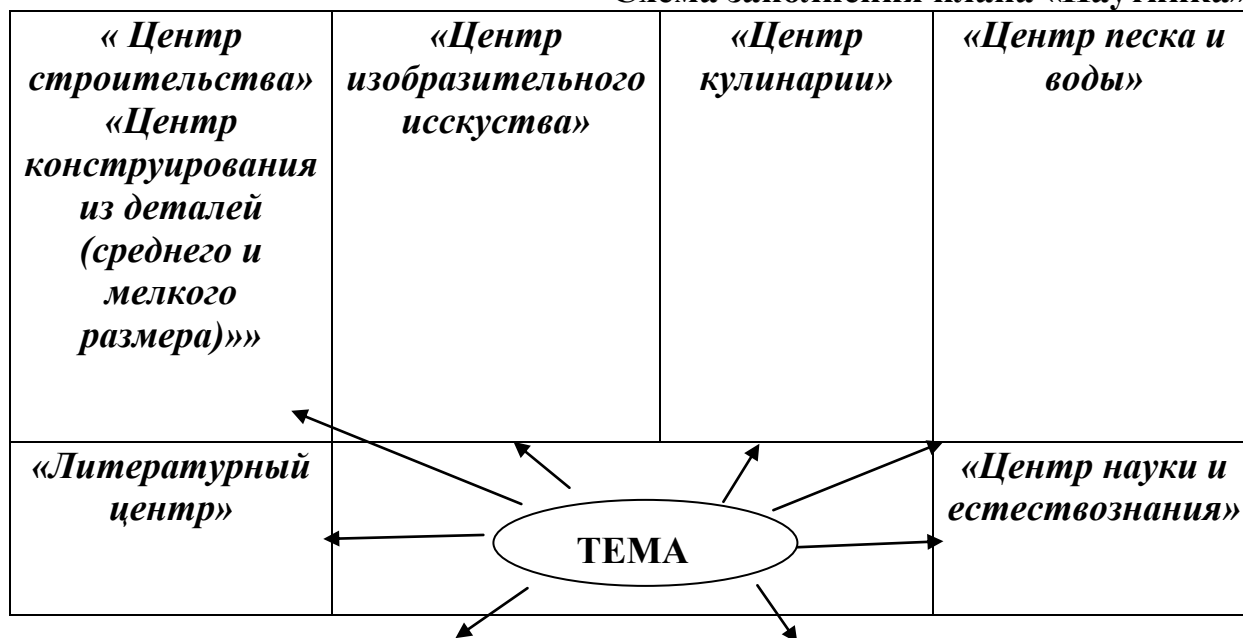 « Центр
строительства»
«Центр
конструирования
из деталей
(среднего и
мелкого
размера)»»
«Центр
изобразительного
исскуства»
«Центр
кулинарии»
«Центр песка и
воды»
«Литературный
центр»
ТЕМА
«Центр науки и
естествознания»